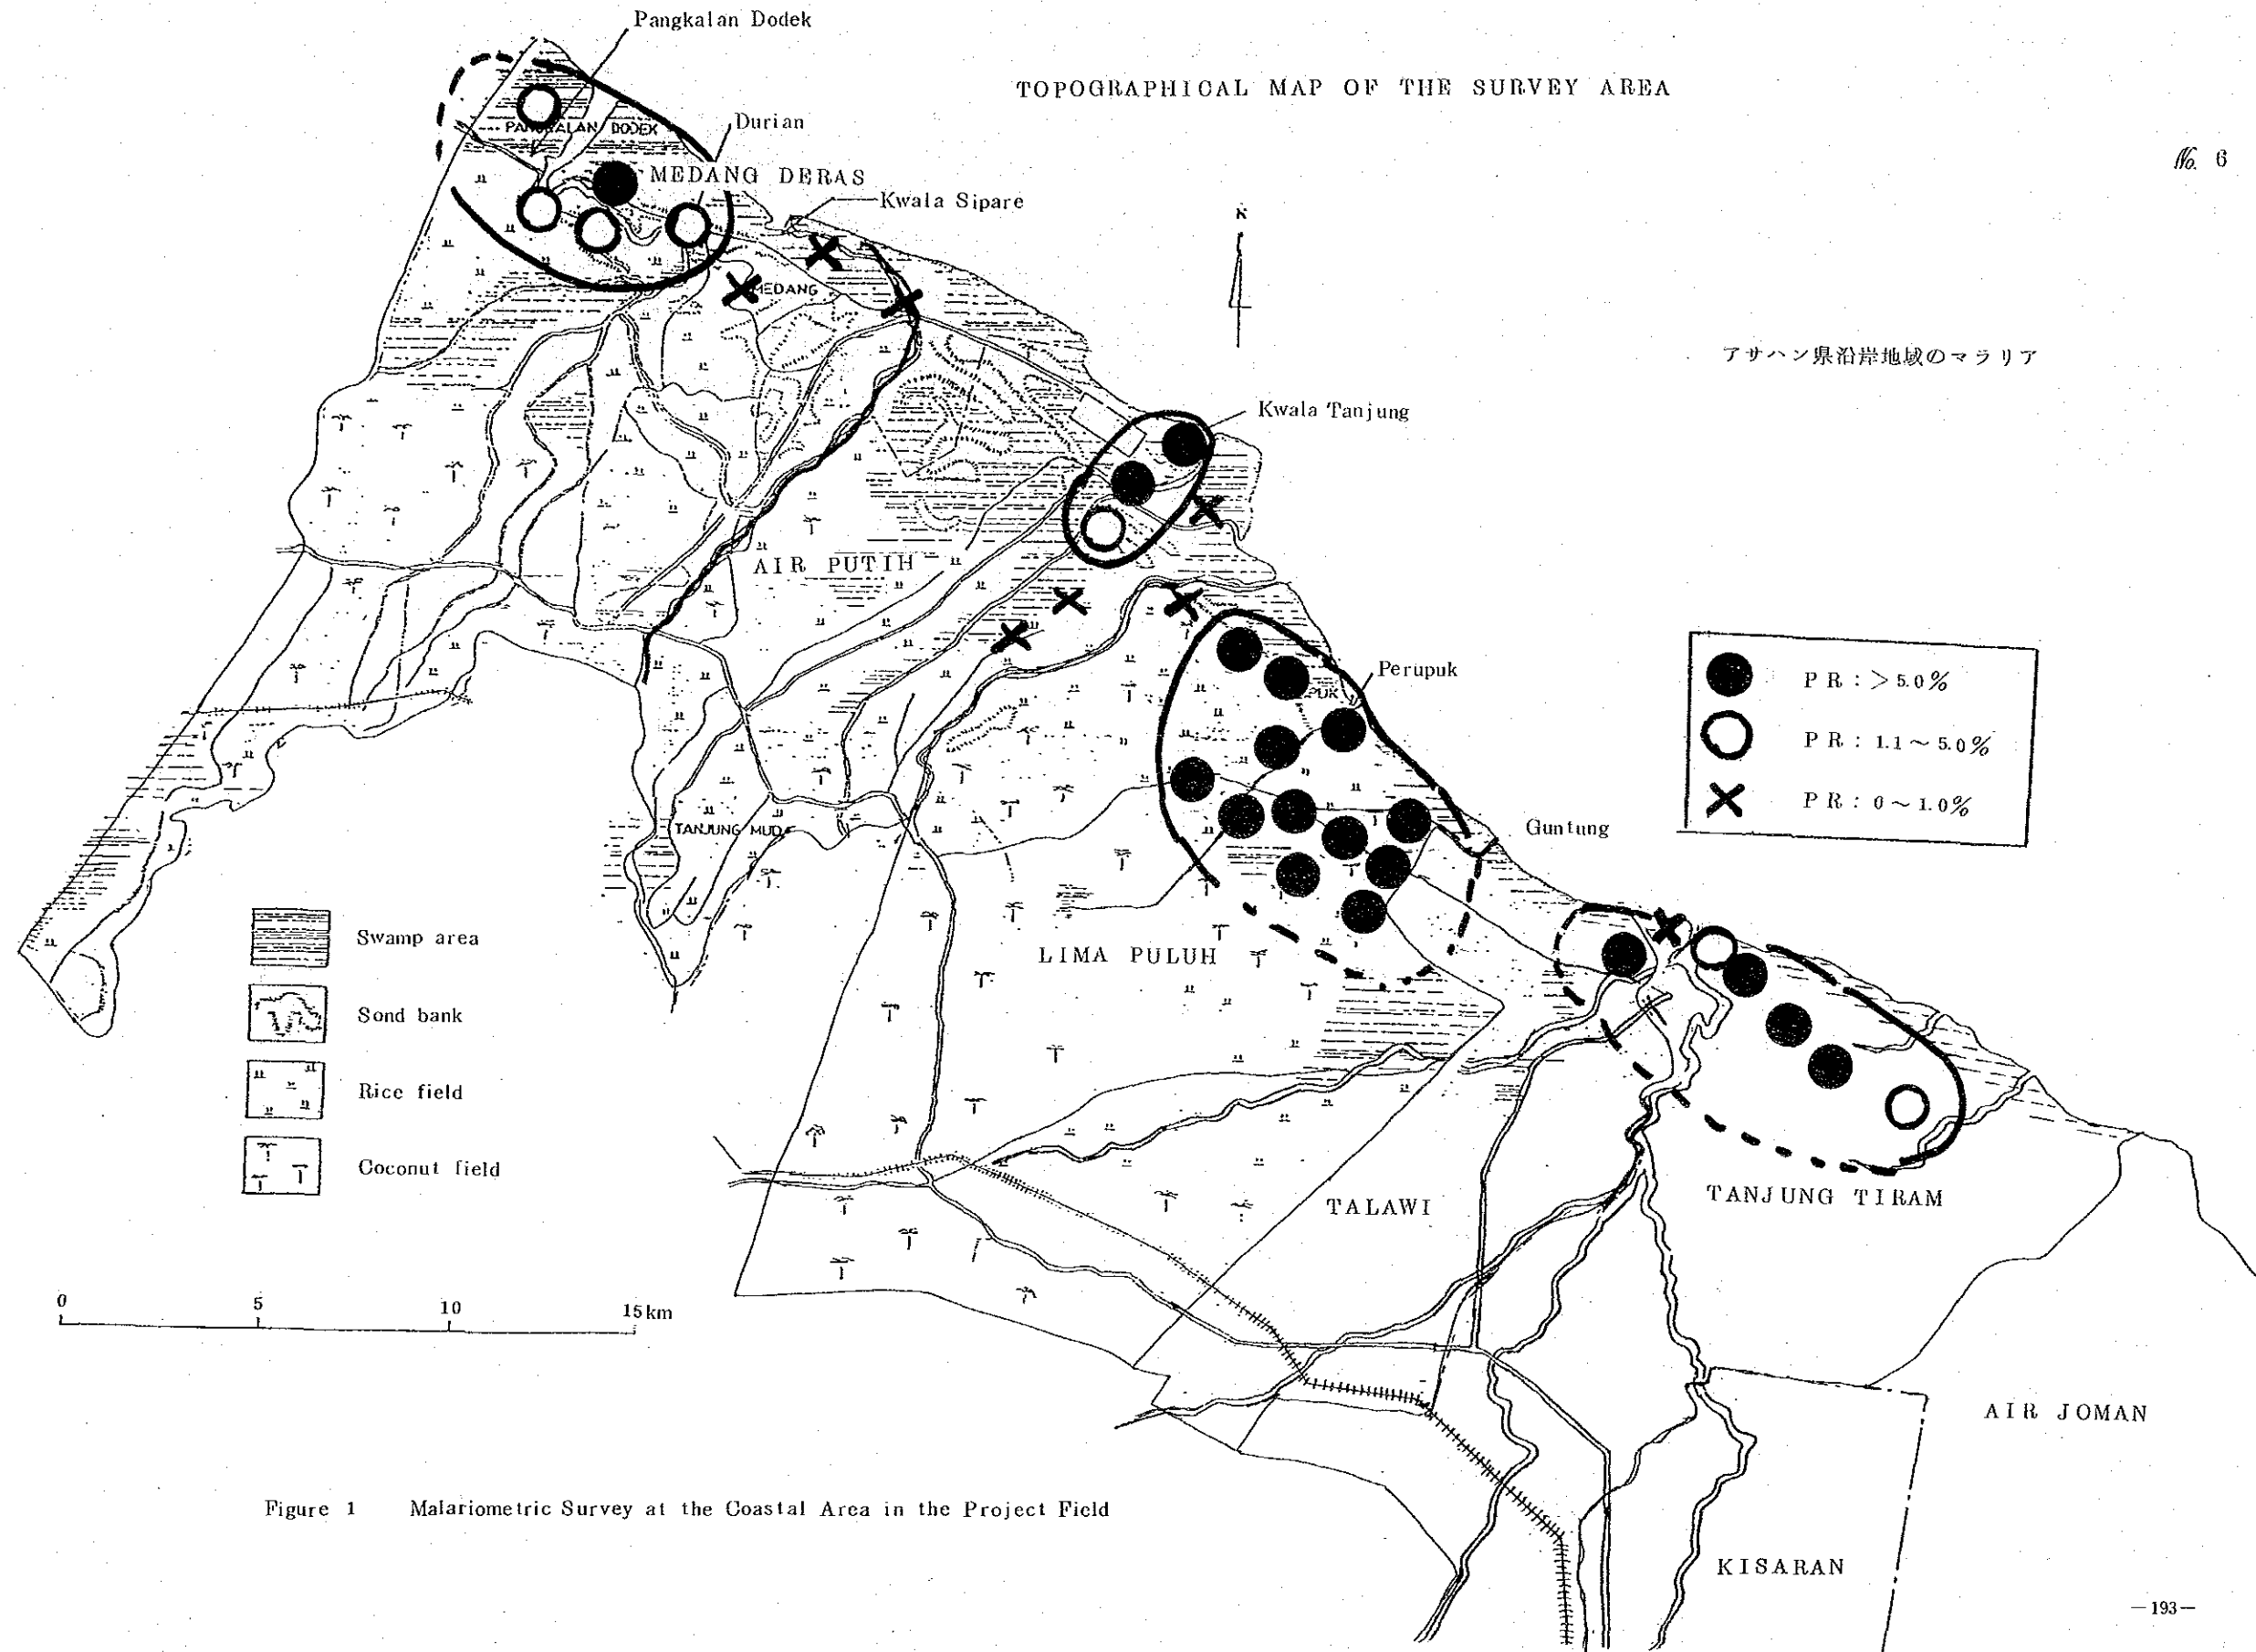 Pangkalan Dodek
TOPOGRAPHICAL MAP OF THE SURVEY AREA
Durian
No. 6
MEDANG DERAS
Kwala Sipare
N
MEDANG
アサハン県沿岸地域のマラリア
Kwala Tanjung
AIR PUTIH
Perupuk
PR : > 5.0%
PR : 1.1 ~ 5.0%
PR : 0 ~ 1.0%
TANJUNG MUDA
Guntung
LIMA PULUH
Swamp area
Sond bank
Rice field
Coconut field
TALAWI
TANJUNG TIRAM
0 5 10 15km
AIR JOMAN
Figure 1 Malariometric Survey at the Coastal Area in the Project Field
KISARAN
—193—